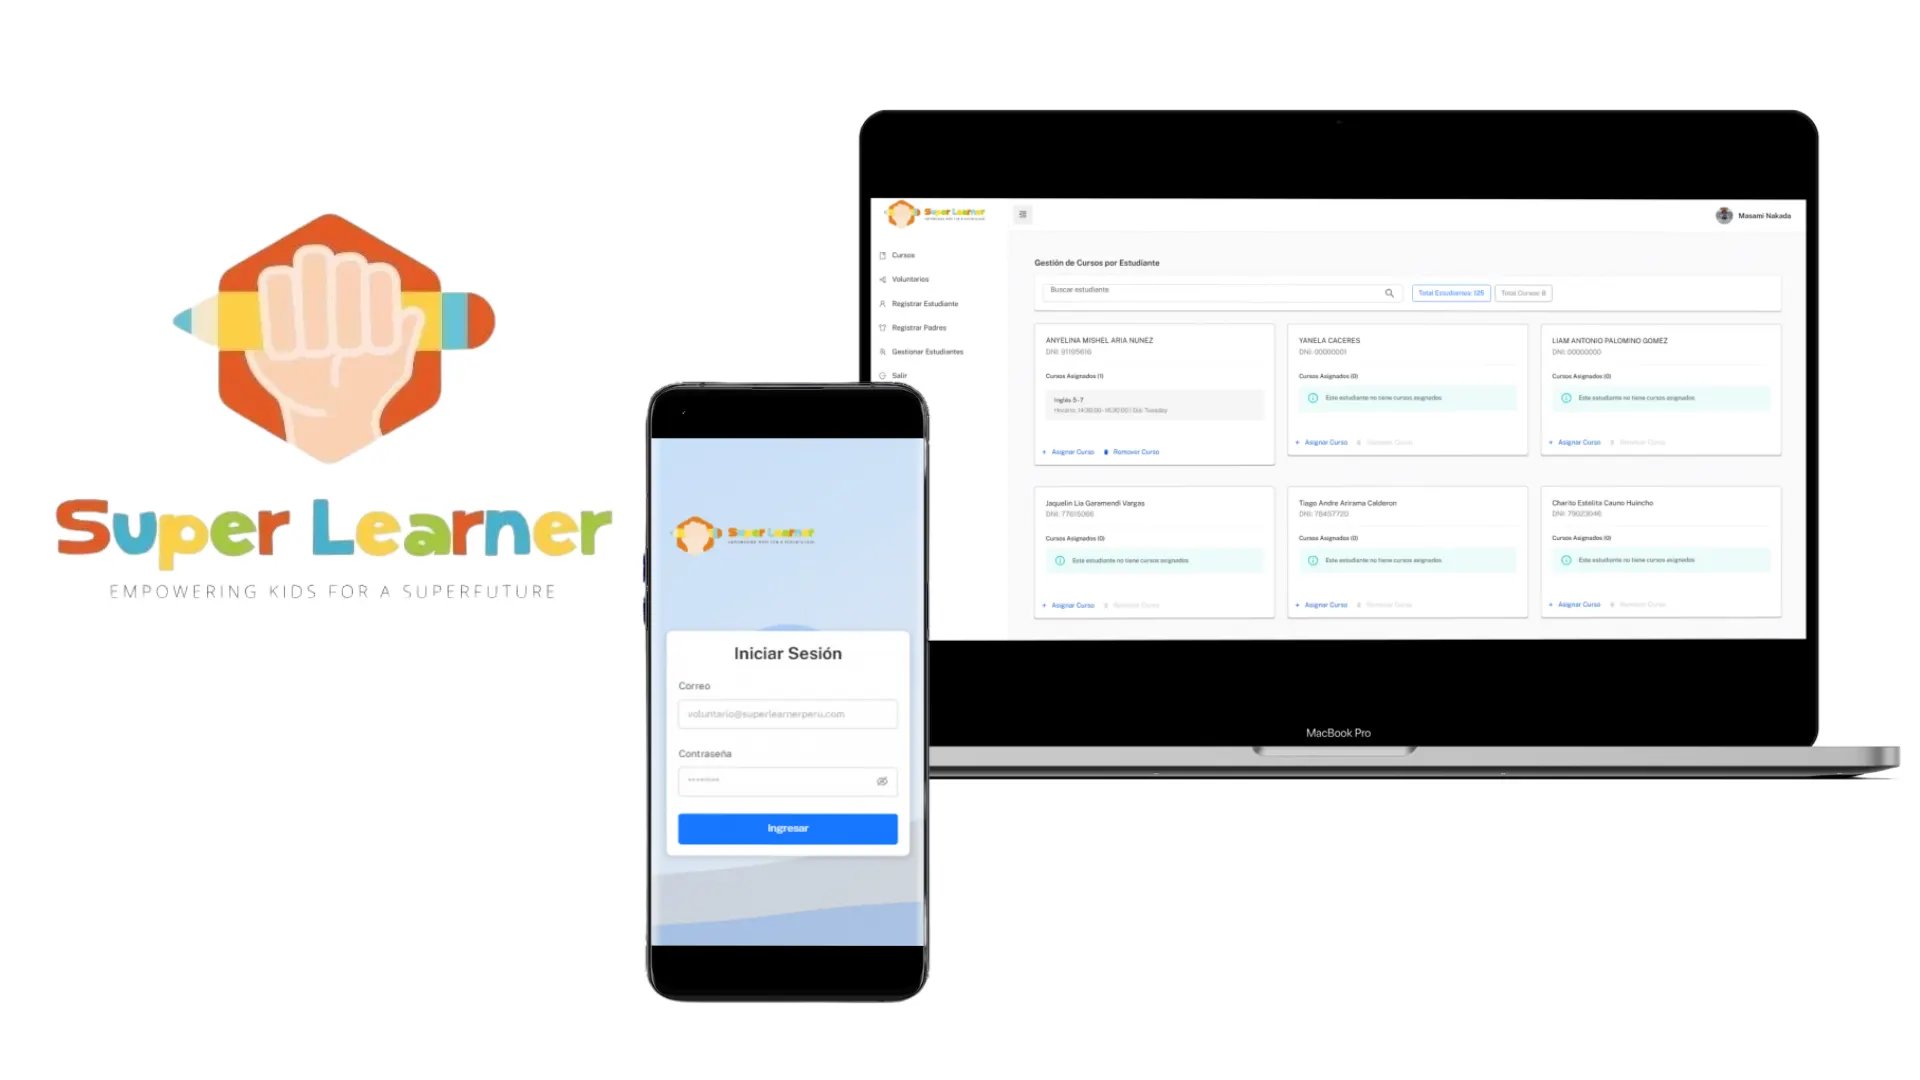 Super Learner
EMPOWERING KIDS FOR A SUPERFUTURE
Super Learner
Masami Nakada
Cursos
Voluntarios
Registrar Estudiante
Registrar Padres
Gestionar Estudiantes
Salir
Gestión de Cursos por Estudiante
Buscar estudiante
Total Estudiantes: 125
Total Cursos: 8
ANYELINA MISHEL ARIA NUNEZ
DNI: 91195616
Cursos Asignados (1)
Inglés 5-7
Asignar Curso
Remover Curso
YANELA CACERES
DNI: 00000001
Cursos Asignados (0)
Este estudiante no tiene cursos asignados
Asignar Curso
Remover Curso
LIAM ANTONIO PALOMINO GOMEZ
DNI: 00000000
Cursos Asignados (0)
Este estudiante no tiene cursos asignados
Asignar Curso
Remover Curso
Jaquelin Lia Garamendi Vargas
DNI: 77615066
Cursos Asignados (0)
Este estudiante no tiene cursos asignados
Asignar Curso
Remover Curso
Tiago Andre Arirama Calderon
DNI: 78457720
Cursos Asignados (0)
Este estudiante no tiene cursos asignados
Asignar Curso
Remover Curso
Charito Estelita Cauno Huincho
DNI: 79023046
Cursos Asignados (0)
Este estudiante no tiene cursos asignados
Asignar Curso
Remover Curso
MacBook Pro
Super Learner
Iniciar Sesión
Correo
voluntario@superlearnerperu.com
Contraseña
Ingresar